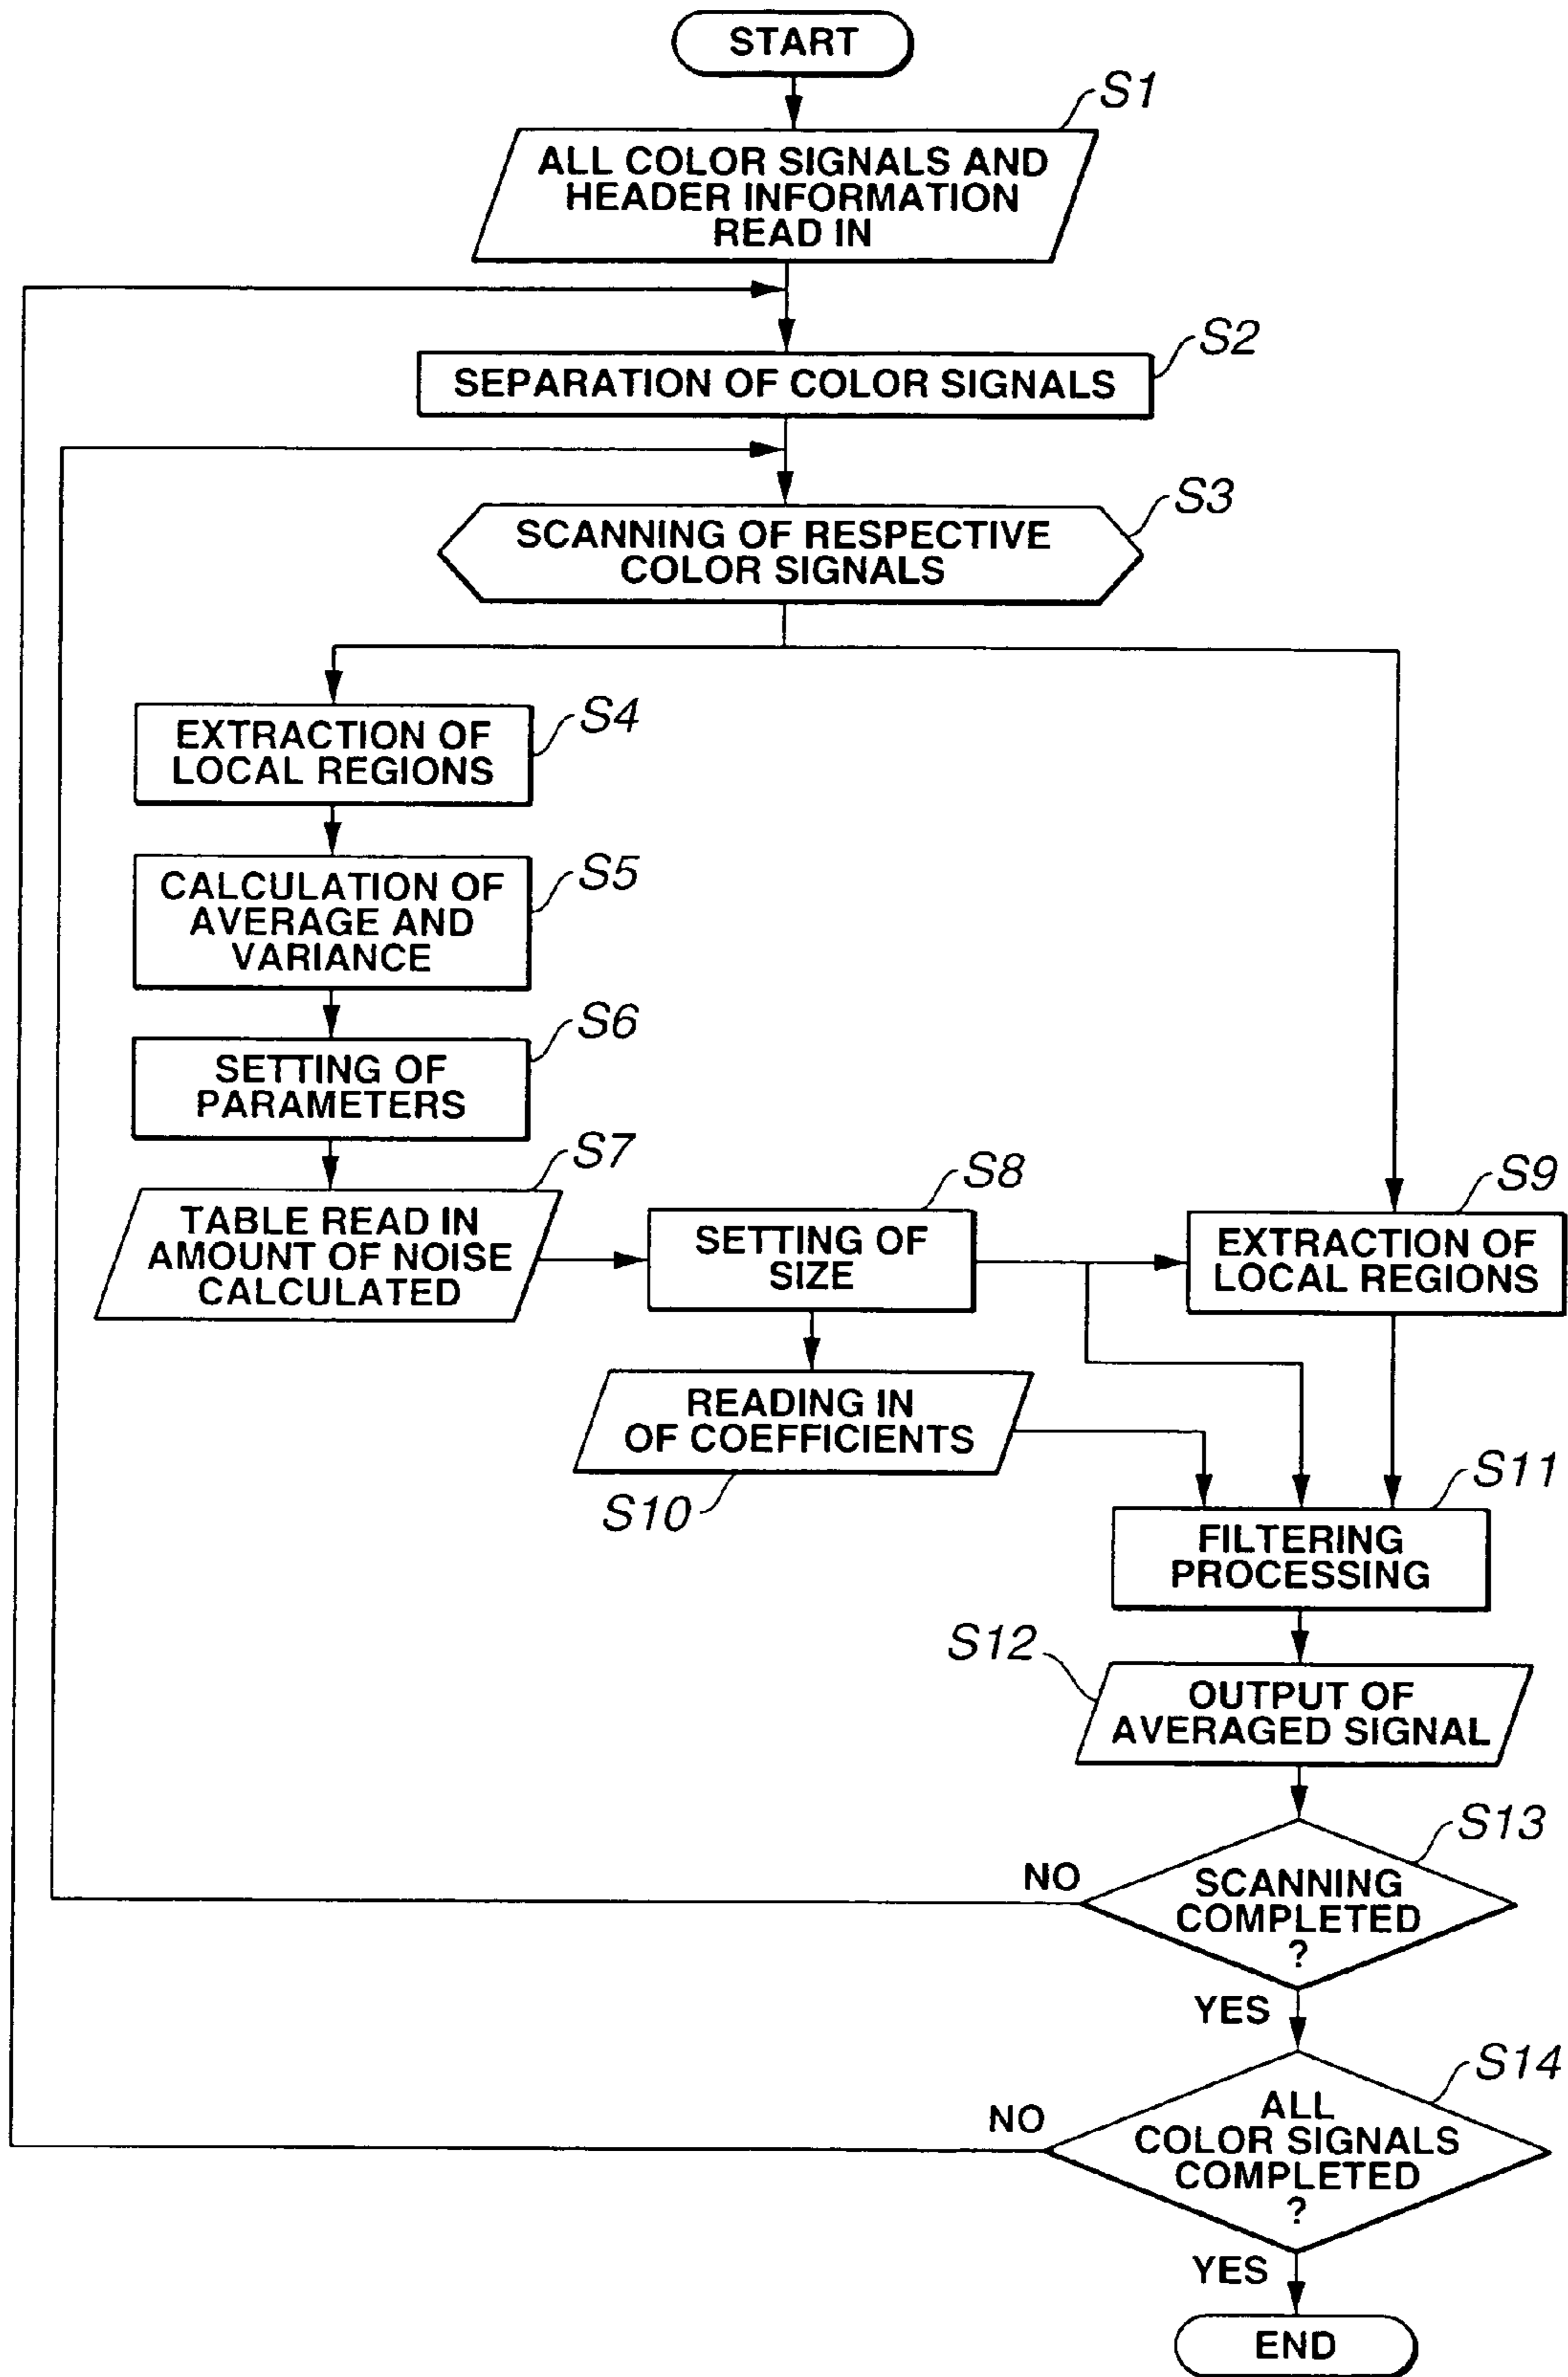 START
S1
ALL COLOR SIGNALS AND
HEADER INFORMATION
READ IN
S2
SEPARATION OF COLOR SIGNALS
S3
SCANNING OF RESPECTIVE
COLOR SIGNALS
S4
EXTRACTION OF
LOCAL REGIONS
S5
CALCULATION OF
AVERAGE AND
VARIANCE
S6
SETTING OF
PARAMETERS
S7
TABLE READ IN
AMOUNT OF NOISE
CALCULATED
S8
SETTING OF
SIZE
S9
EXTRACTION OF
LOCAL REGIONS
READING IN
OF COEFFICIENTS
S10
S11
FILTERING
PROCESSING
S12
OUTPUT OF
AVERAGED SIGNAL
S13
NO
SCANNING
COMPLETED
?
YES
S14
NO
ALL
COLOR SIGNALS
COMPLETED
?
YES
END